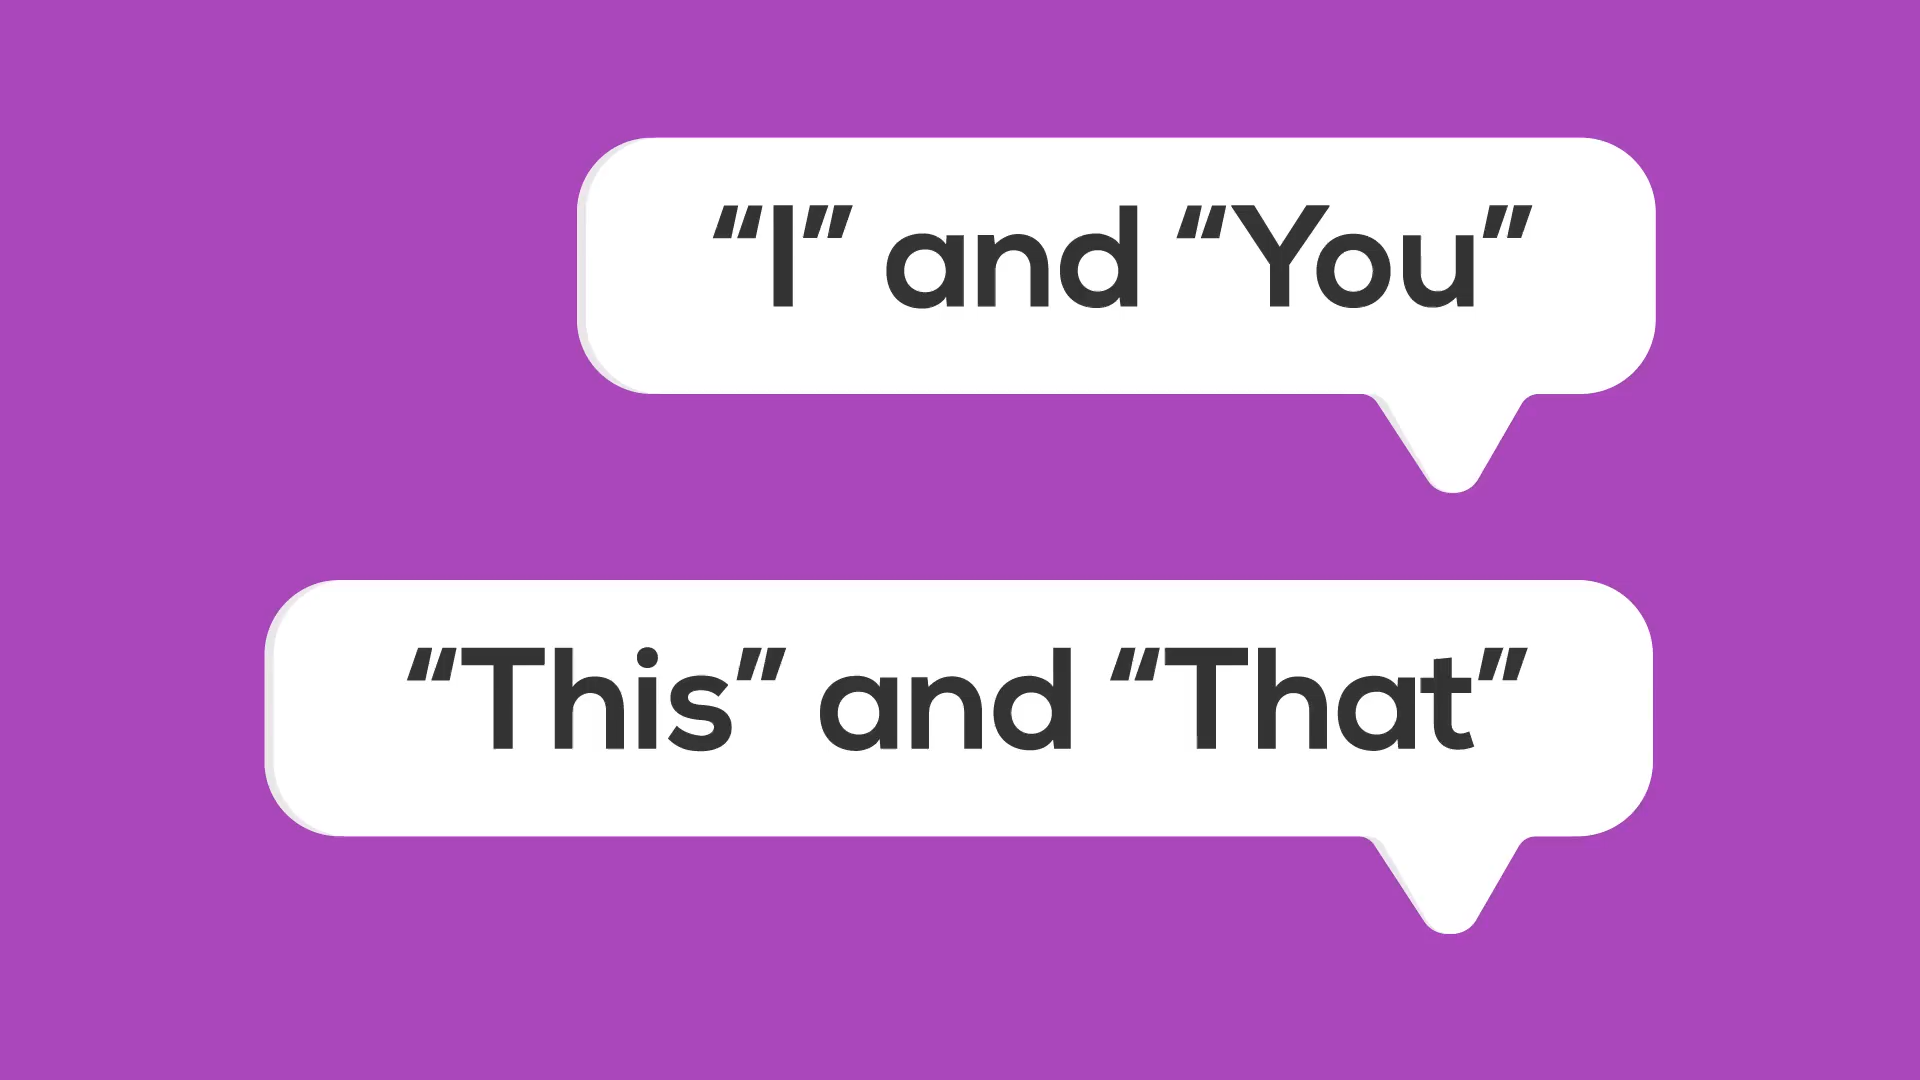 “I” and “You”
“This” and “That”